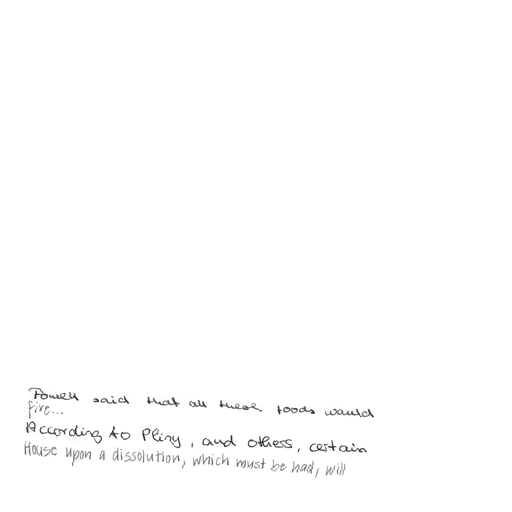 Powell said that all these foods would
five...
According to Pliny, and others, certain
House upon a dissolution, which must be had, will